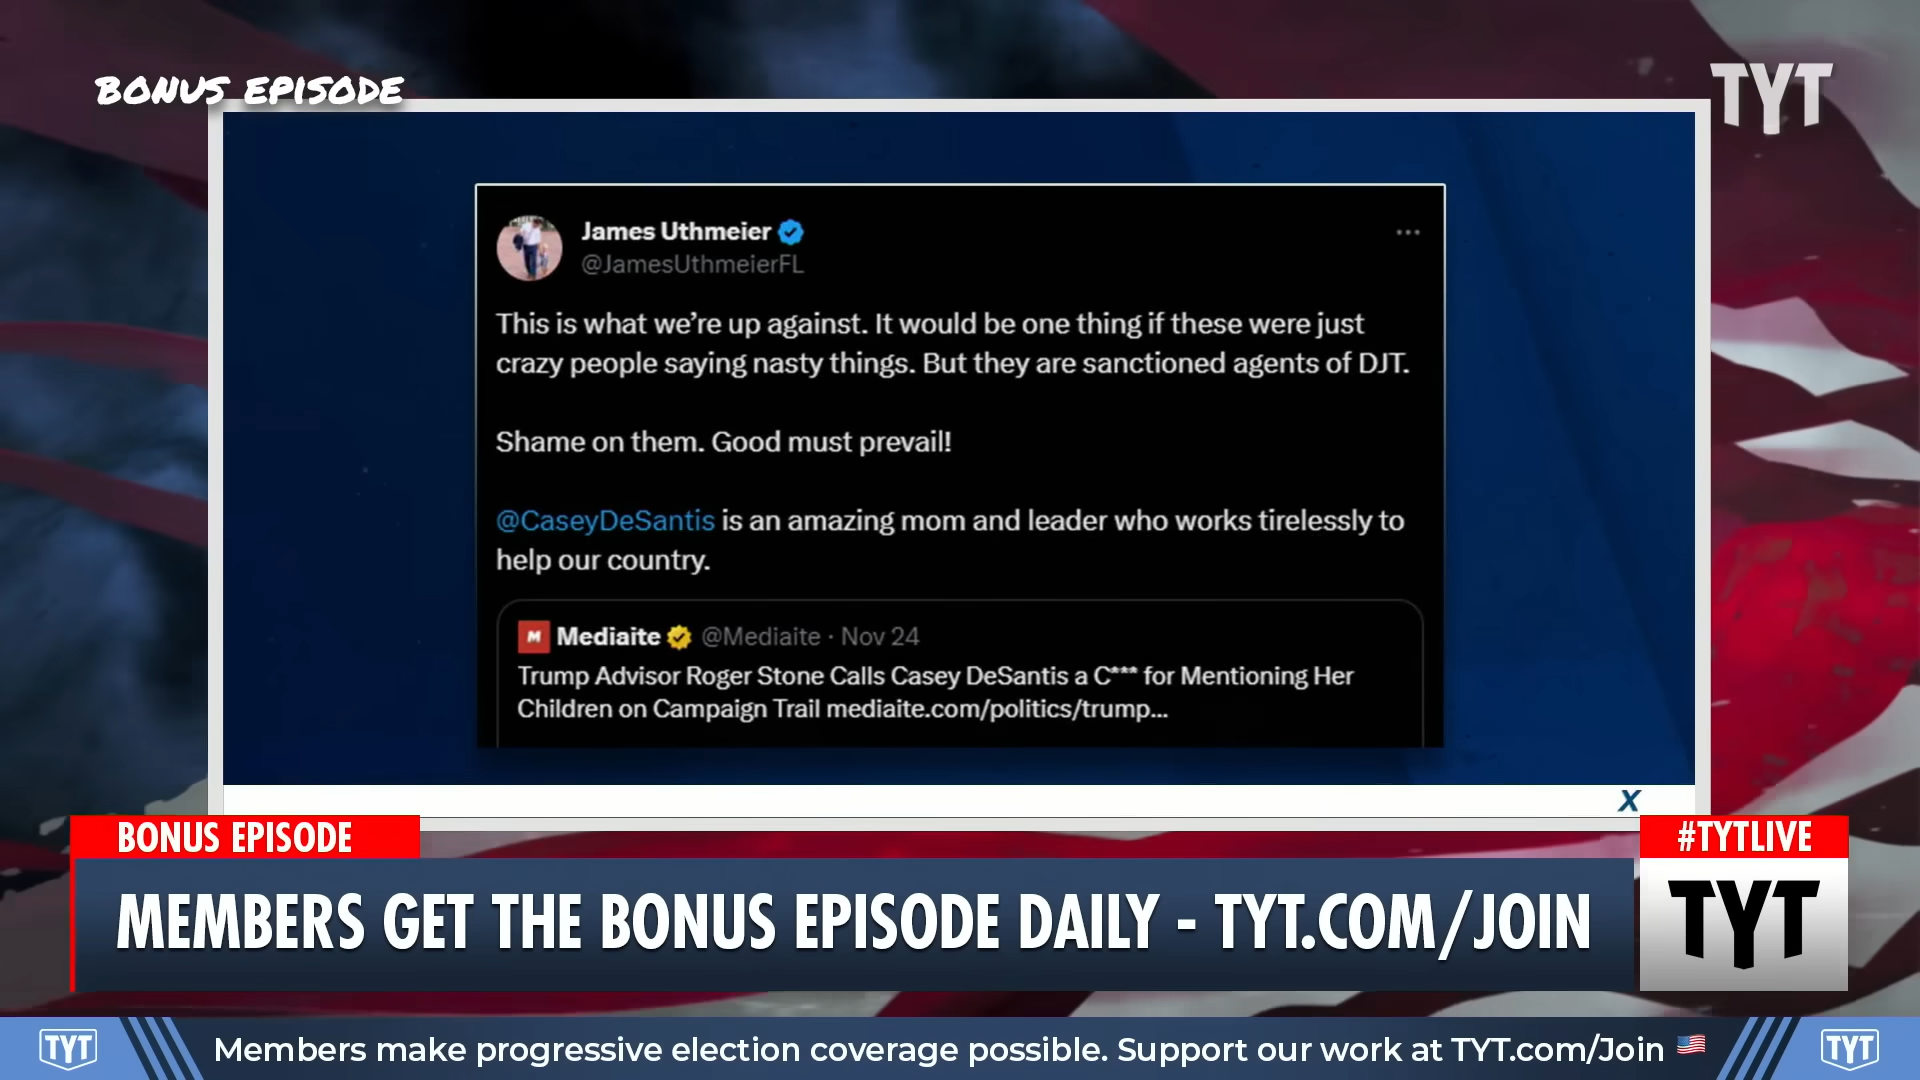 BONUS EPISODE
TYT
James Uthmeier
@JamesUthmeierFL
This is what we're up against. It would be one thing if these were just
crazy people saying nasty things. But they are sanctioned agents of DJT.
Shame on them. Good must prevail!
@CaseyDeSantis is an amazing mom and leader who works tirelessly to
help our country.
M Mediaite @Mediaite · Nov 24
Trump Advisor Roger Stone Calls Casey DeSantis a C*** for Mentioning Her
Children on Campaign Trail mediaite.com/politics/trump...
X
BONUS EPISODE
#TYTLIVE
MEMBERS GET THE BONUS EPISODE DAILY - TYT.COM/JOIN
TYT
TYT
Members make progressive election coverage possible. Support our work at TYT.com/Join
TYT